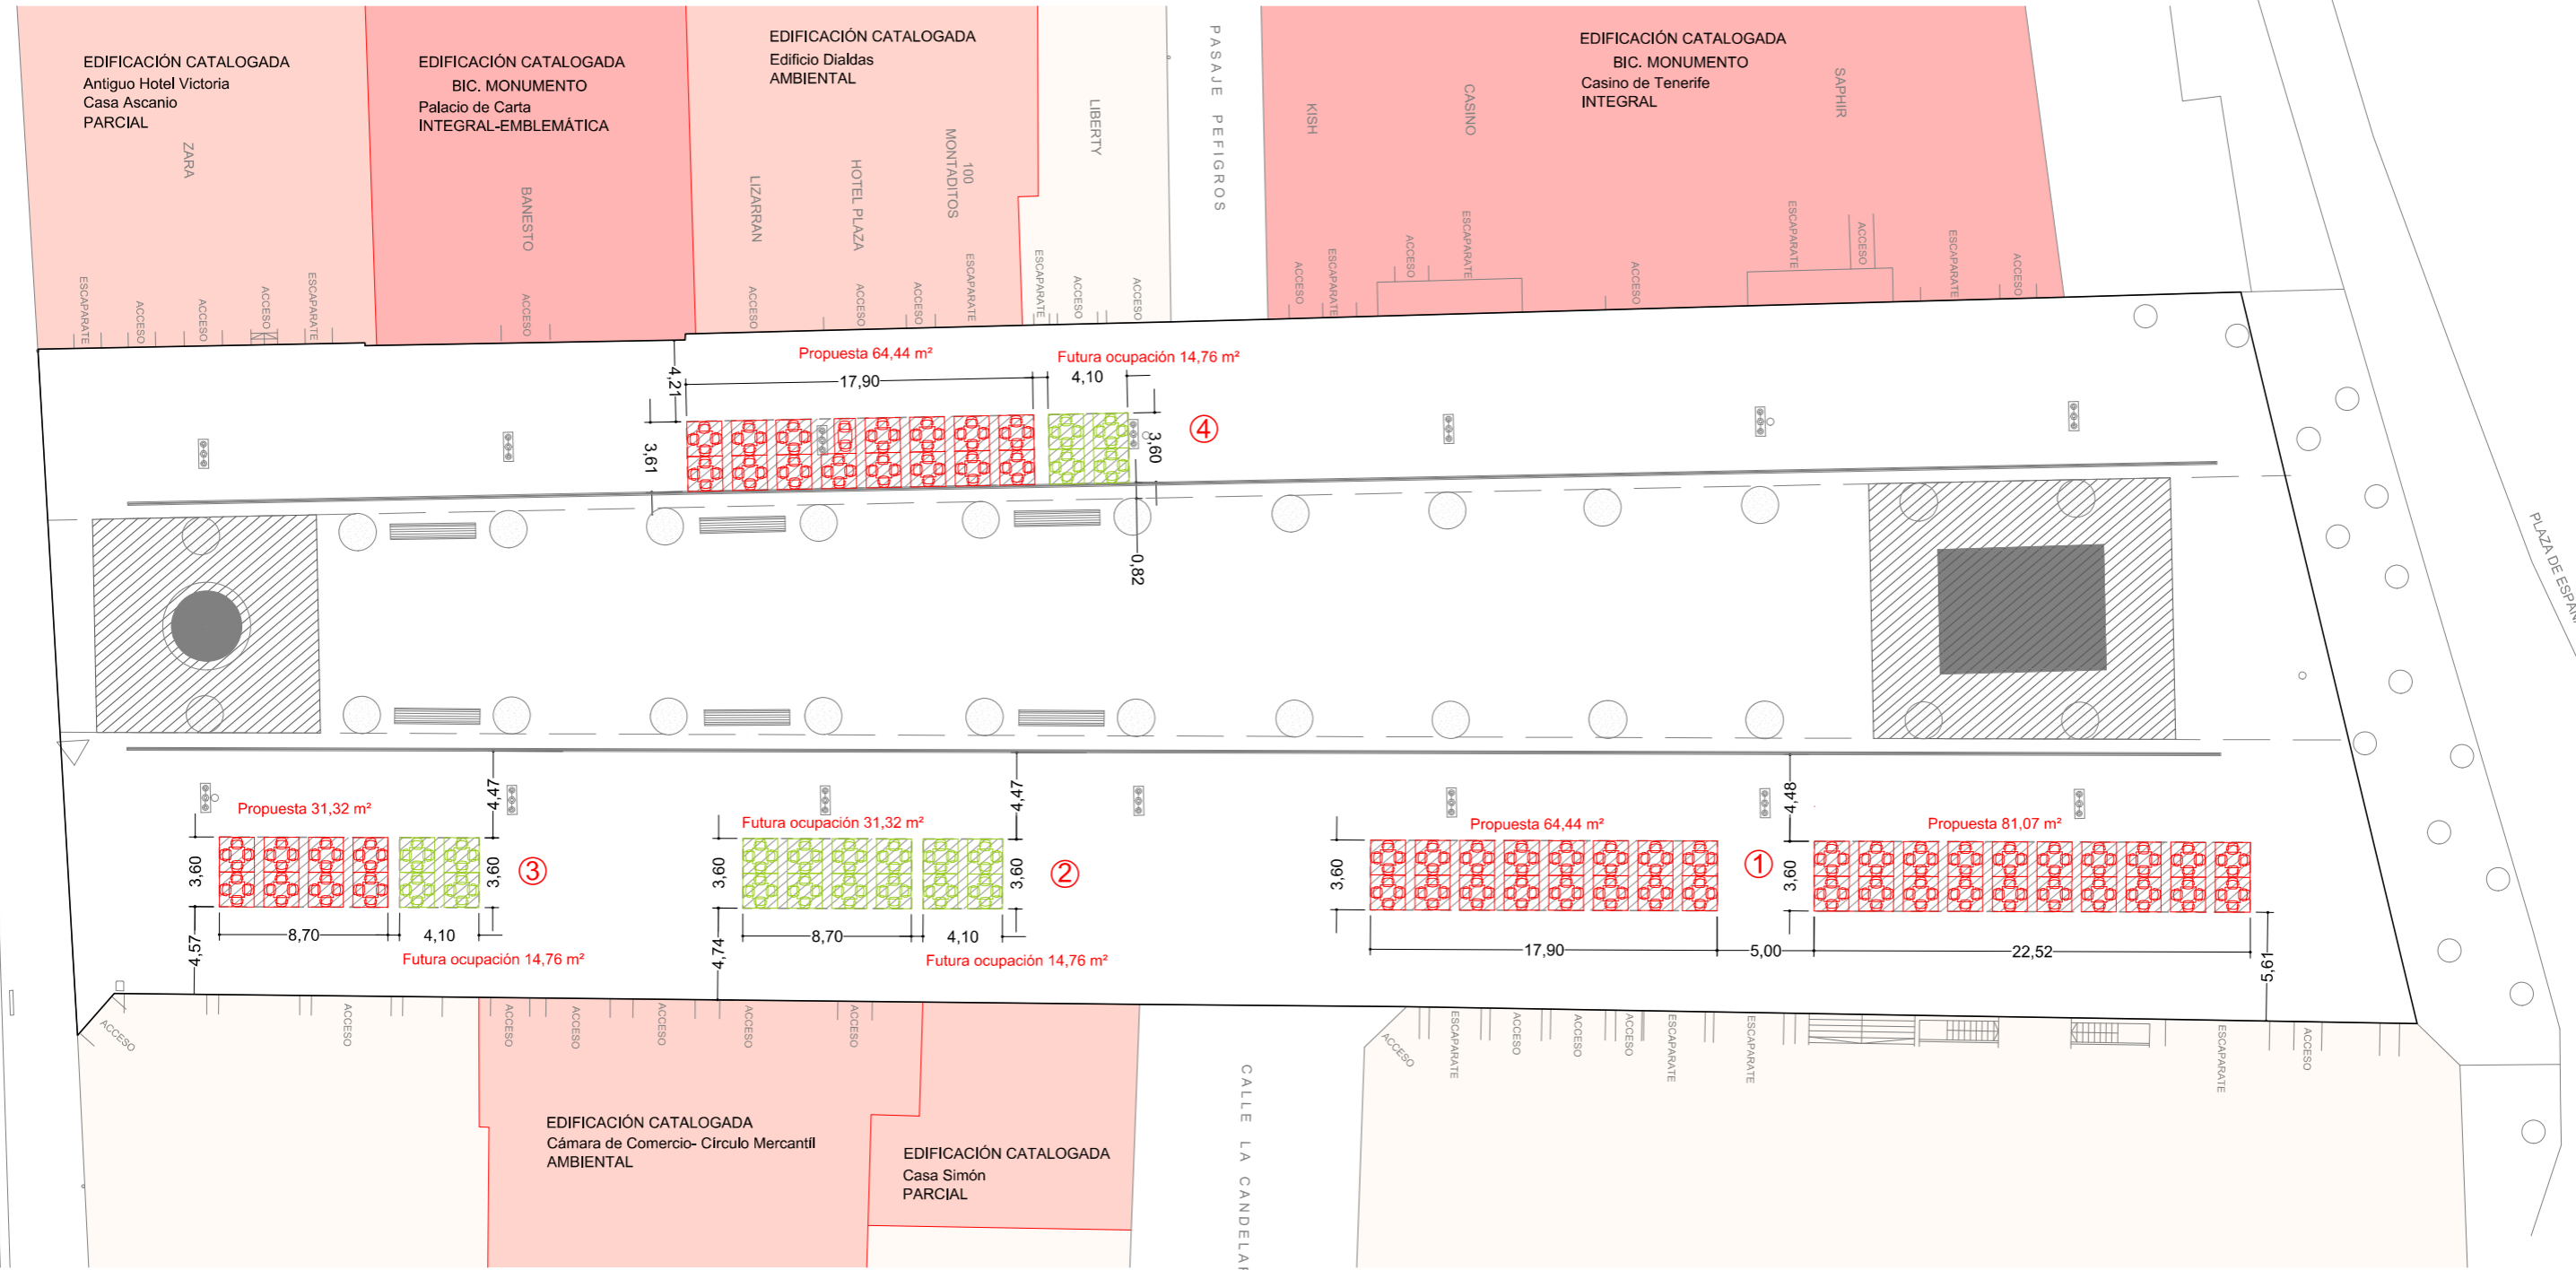 EDIFICACIÓN CATALOGADA
Antiguo Hotel Victoria
Casa Ascanio
PARCIAL
ZARA
ESCAPARATE
ACCESO
ACCESO
ACCESO
ESCAPARATE
EDIFICACIÓN CATALOGADA
BIC. MONUMENTO
Palacio de Carta
INTEGRAL-EMBLEMÁTICA
BANESTO
ACCESO
EDIFICACIÓN CATALOGADA
Edificio Dialdas
AMBIENTAL
LIZARRAN
HOTEL PLAZA
100
MONTADITOS
ACCESO
ACCESO
ACCESO
ESCAPARATE
LIBERTY
ESCAPARATE
ACCESO
ACCESO
PASAJE PEFIGROS
EDIFICACIÓN CATALOGADA
BIC. MONUMENTO
Casino de Tenerife
INTEGRAL
KISH
CASINO
SAPHIR
ACCESO
ESCAPARATE
ACCESO
ESCAPARATE
ACCESO
ESCAPARATE
ACCESO
ESCAPARATE
ACCESO
PLAZA DE ESPAÑ
Propuesta 64,44 m²
Futura ocupación 14,76 m²
4,21
17,90
4,10
3,61
3,60
4
0,82
4,47
4,47
4,48
Propuesta 31,32 m²
Futura ocupación 31,32 m²
Propuesta 64,44 m²
Propuesta 81,07 m²
3,60
3,60
3
3,60
3,60
2
3,60
1
3,60
4,57
8,70
4,10
4,74
8,70
4,10
17,90
5,00
22,52
5,61
Futura ocupación 14,76 m²
Futura ocupación 14,76 m²
ACCESO
ACCESO
ACCESO
ACCESO
ACCESO
ACCESO
ACCESO
ACCESO
ESCAPARATE
ACCESO
ACCESO
ACCESO
ESCAPARATE
ESCAPARATE
ESCAPARATE
ACCESO
EDIFICACIÓN CATALOGADA
Cámara de Comercio- Círculo Mercantíl
AMBIENTAL
EDIFICACIÓN CATALOGADA
Casa Simón
PARCIAL
CALLE LA CANDELAR